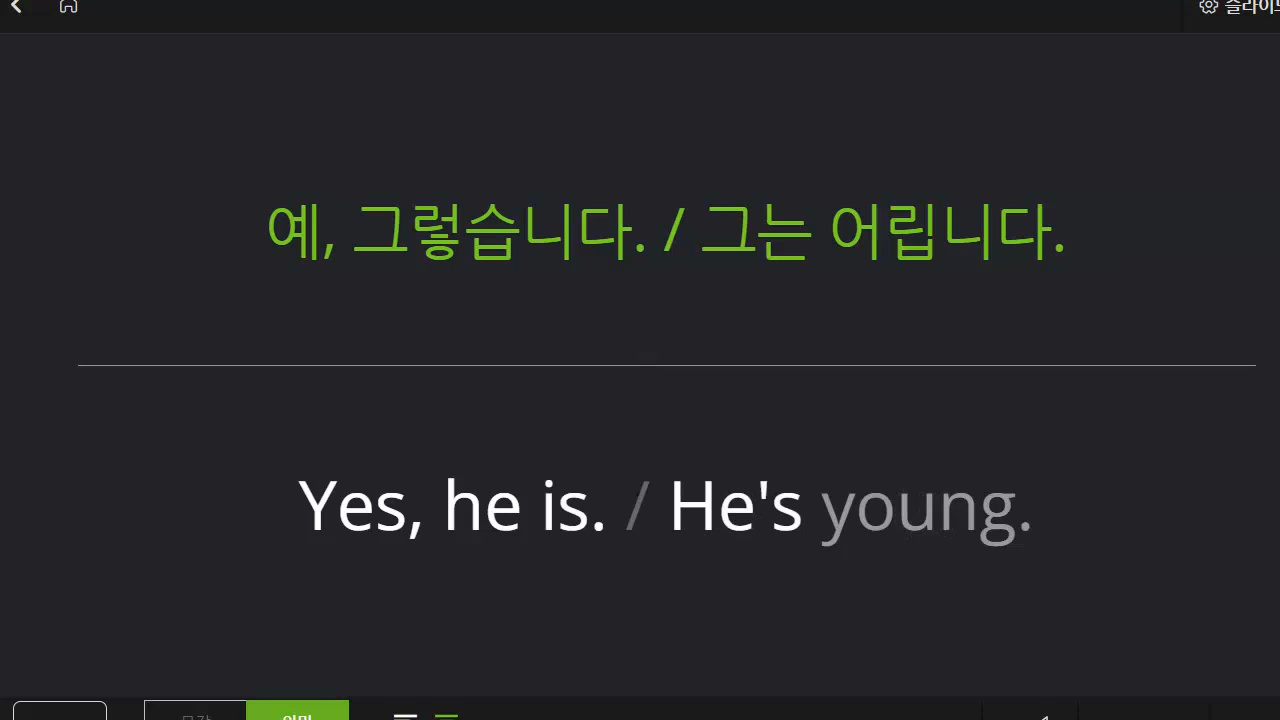 예, 그렇습니다. / 그는 어립니다.
Yes, he is. / He's young.